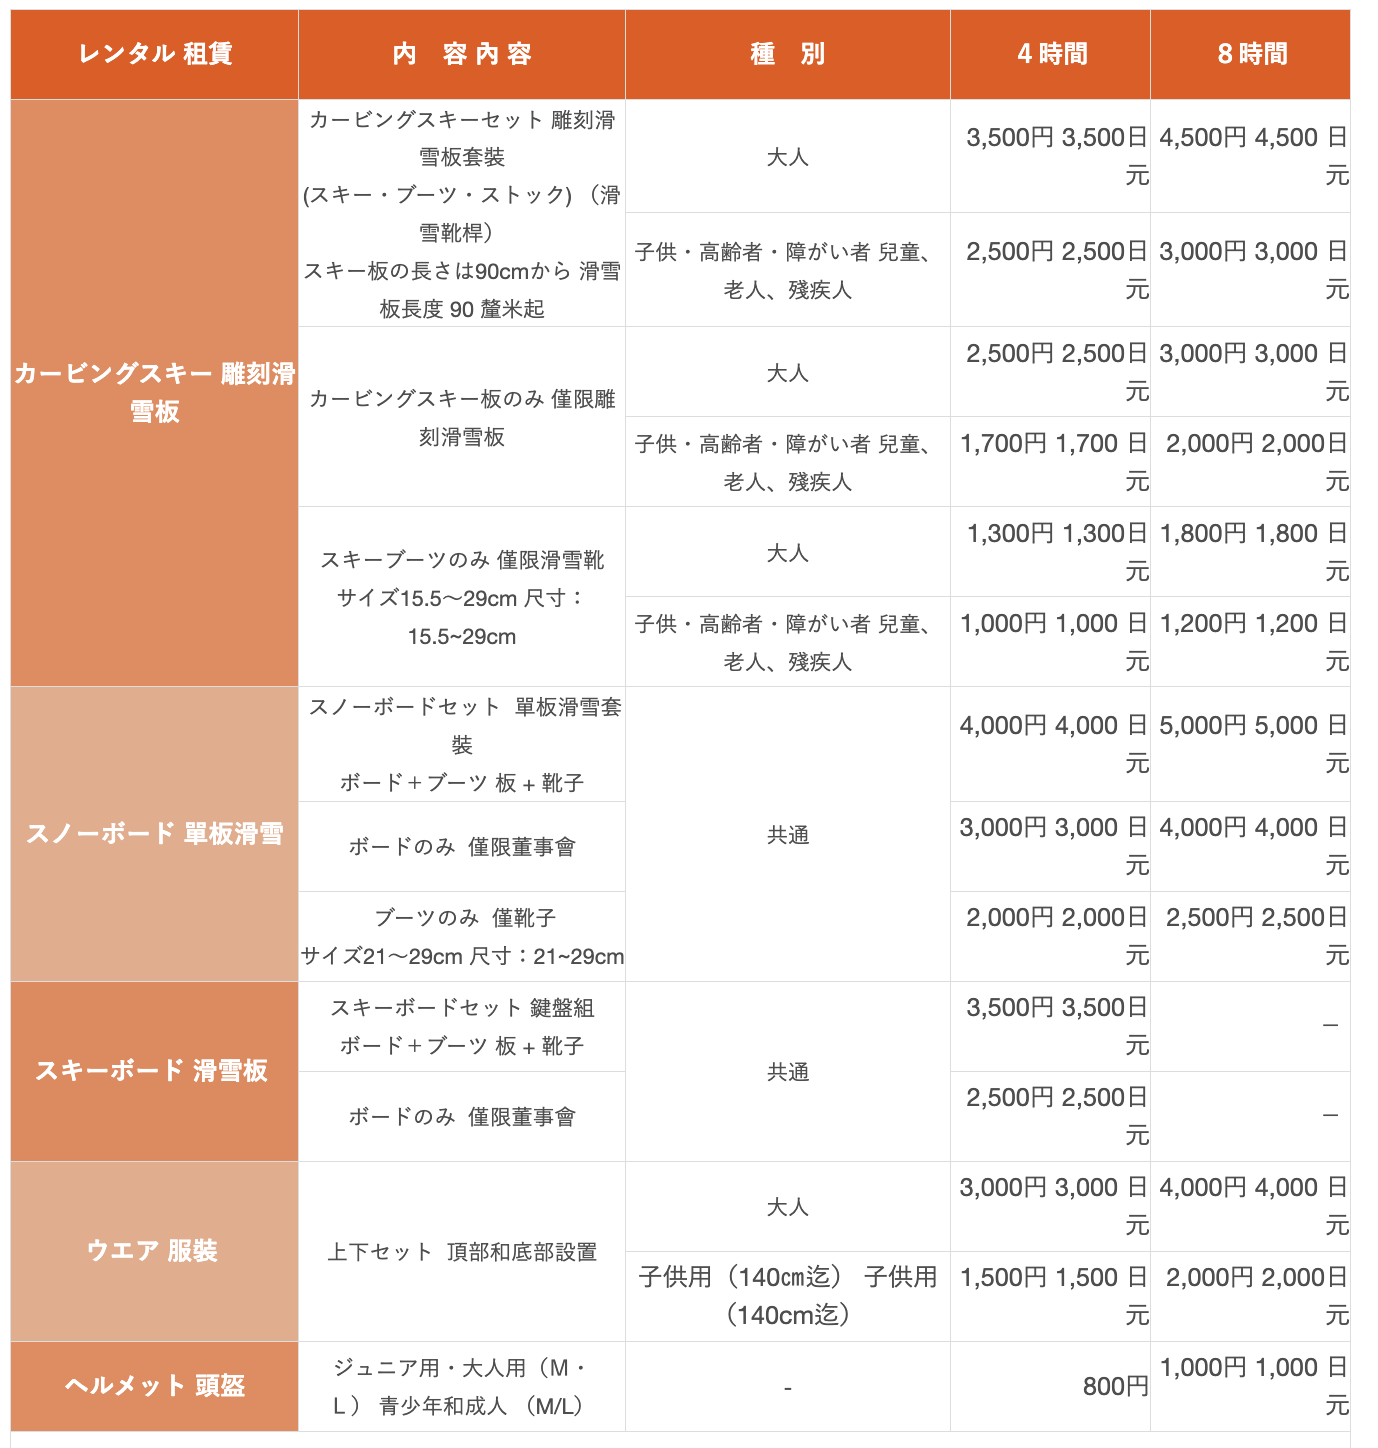 レンタル 租賃
内　容 內容
種　別
４時間
８時間
カービングスキー 雕刻滑
雪板
カービングスキーセット 雕刻滑
雪板套裝
(スキー・ブーツ・ストック) （滑
雪靴桿）
スキー板の長さは90cmから 滑雪
板長度 90 釐米起
大人
3,500円 3,500日
元
4,500円 4,500 日
元
子供・高齢者・障がい者 兒童、
老人、殘疾人
2,500円 2,500日
元
3,000円 3,000 日
元
カービングスキー板のみ 僅限雕
刻滑雪板
大人
2,500円 2,500日
元
3,000円 3,000 日
元
子供・高齢者・障がい者 兒童、
老人、殘疾人
1,700円 1,700 日
元
2,000円 2,000日
元
スキーブーツのみ 僅限滑雪靴
サイズ15.5〜29cm 尺寸：
15.5~29cm
大人
1,300円 1,300日
元
1,800円 1,800 日
元
子供・高齢者・障がい者 兒童、
老人、殘疾人
1,000円 1,000 日
元
1,200円 1,200 日
元
スノーボード 單板滑雪
スノーボードセット 單板滑雪套
裝
ボード＋ブーツ 板 + 靴子
共通
4,000円 4,000 日
元
5,000円 5,000 日
元
ボードのみ 僅限董事會
3,000円 3,000 日
元
4,000円 4,000 日
元
ブーツのみ 僅靴子
サイズ21〜29cm 尺寸：21~29cm
2,000円 2,000日
元
2,500円 2,500日
元
スキーボード 滑雪板
スキーボードセット 鍵盤組
ボード＋ブーツ 板 + 靴子
共通
3,500円 3,500日
元
–
ボードのみ 僅限董事會
2,500円 2,500日
元
–
ウエア 服裝
上下セット 頂部和底部設置
大人
3,000円 3,000 日
元
4,000円 4,000 日
元
子供用（140㎝迄） 子供用
（140cm迄）
1,500円 1,500 日
元
2,000円 2,000日
元
ヘルメット 頭盔
ジュニア用・大人用（M・
L ） 青少年和成人 （M/L）
-
800円
1,000円 1,000 日
元